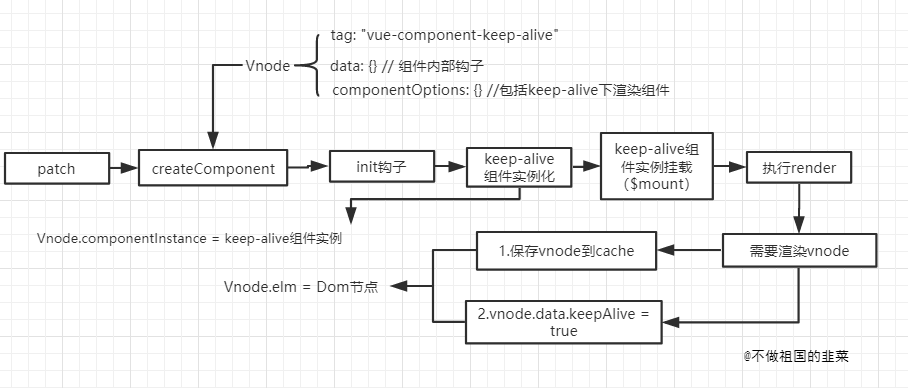 tag: "vue-component-keep-alive"
Vnode
data: {} // 组件内部钩子
componentOptions: {} //包括keep-alive下渲染组件
patch
createComponent
init钩子
keep-alive
组件实例化
keep-alive组
件实例挂载
（$mount）
执行render
Vnode.componentInstance = keep-alive组件实例
1.保存vnode到cache
需要渲染vnode
Vnode.elm = Dom节点
2.vnode.data.keepAlive =
true
@不做祖国的韭菜